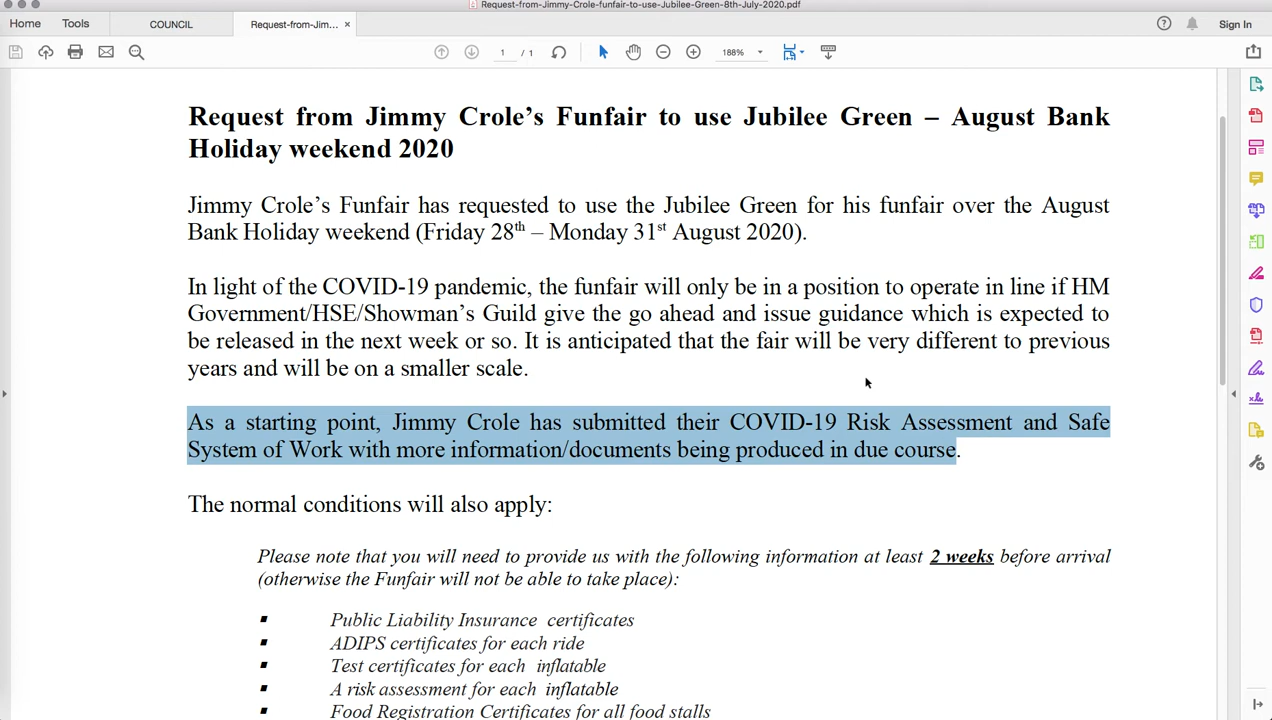 Request-from-Jimmy-Crole-funfair-to-use-Jubilee-Green-8th-July-2020.pdf
Home Tools COUNCIL Request-from-Jim... × Sign In
1 / 1 188%
Request from Jimmy Crole’s Funfair to use Jubilee Green – August Bank
Holiday weekend 2020
Jimmy Crole’s Funfair has requested to use the Jubilee Green for his funfair over the August
Bank Holiday weekend (Friday 28th – Monday 31st August 2020).
In light of the COVID-19 pandemic, the funfair will only be in a position to operate in line if HM
Government/HSE/Showman’s Guild give the go ahead and issue guidance which is expected to
be released in the next week or so. It is anticipated that the fair will be very different to previous
years and will be on a smaller scale.
As a starting point, Jimmy Crole has submitted their COVID-19 Risk Assessment and Safe
System of Work with more information/documents being produced in due course.
The normal conditions will also apply:
Please note that you will need to provide us with the following information at least 2 weeks before arrival
(otherwise the Funfair will not be able to take place):
▪ Public Liability Insurance certificates
▪ ADIPS certificates for each ride
▪ Test certificates for each inflatable
▪ A risk assessment for each inflatable
▪ Food Registration Certificates for all food stalls